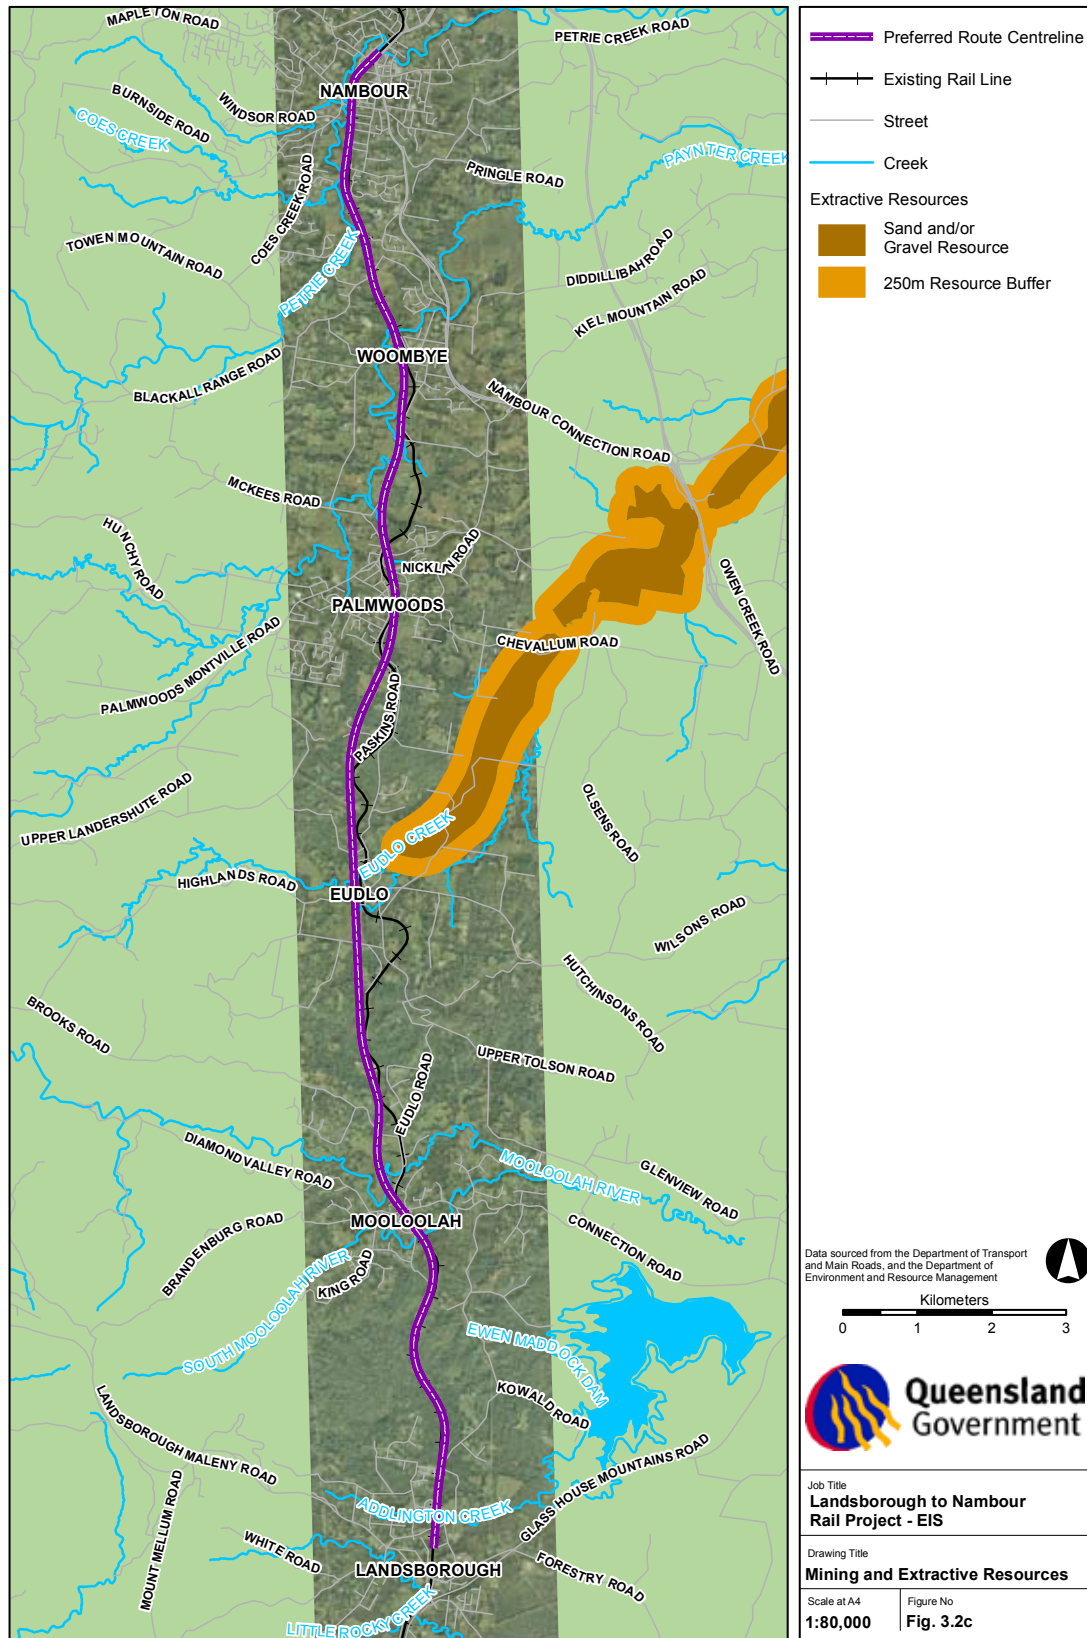 MAPLETON ROAD
PETRIE CREEK ROAD
NAMBOUR
BURNSIDE ROAD
WINDSOR ROAD
COES CREEK
PAYNTER CREEK
PRINGLE ROAD
COES CREEK ROAD
TOWEN MOUNTAIN ROAD
PETRIE CREEK
DIDDILLIBAH ROAD
KIEL MOUNTAIN ROAD
WOOMBYE
BLACKALL RANGE ROAD
NAMBOUR CONNECTION ROAD
MCKEES ROAD
HUNCHY ROAD
NICKLIN ROAD
OWEN CREEK ROAD
PALMWOODS
CHEVALLUM ROAD
PALMWOODS MONTVILLE ROAD
PASKINS ROAD
UPPER LANDERSHUTE ROAD
OLSENS ROAD
EUDLO CREEK
HIGHLANDS ROAD
EUDLO
WILSONS ROAD
HUTCHINSONS ROAD
BROOKS ROAD
UPPER TOLSON ROAD
EUDLO ROAD
DIAMOND VALLEY ROAD
MOOLOOLAH RIVER
GLENVIEW ROAD
MOOLOOLAH
BRANDENBURG ROAD
CONNECTION ROAD
KING ROAD
SOUTH MOOLOOLAH RIVER
EWEN MADDOCK DAM
KOWALD ROAD
LANDSBOROUGH MALENY ROAD
GLASS HOUSE MOUNTAINS ROAD
ADDLINGTON CREEK
MOUNT MELLUM ROAD
WHITE ROAD
LANDSBOROUGH
FORESTRY ROAD
LITTLE ROCKY CREEK
Preferred Route Centreline
Existing Rail Line
Street
Creek
Extractive Resources
Sand and/or
Gravel Resource
250m Resource Buffer
Data sourced from the Department of Transport
and Main Roads, and the Department of
Environment and Resource Management
Kilometers
0 1 2 3
Queensland
Government
Job Title
Landsborough to Nambour
Rail Project - EIS
Drawing Title
Mining and Extractive Resources
Scale at A4
1:80,000
Figure No
Fig. 3.2c